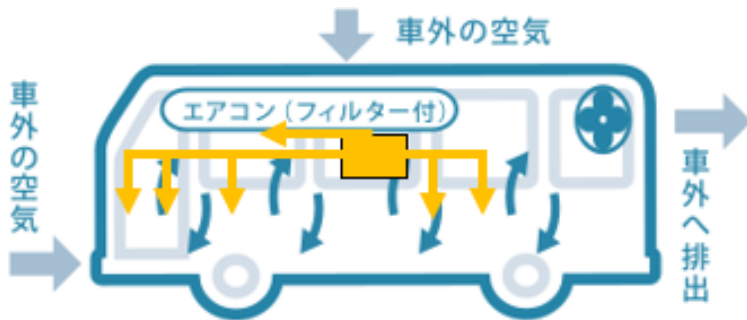 車外の空気
エアコン（フィルター付）
車外の空気
車外へ排出